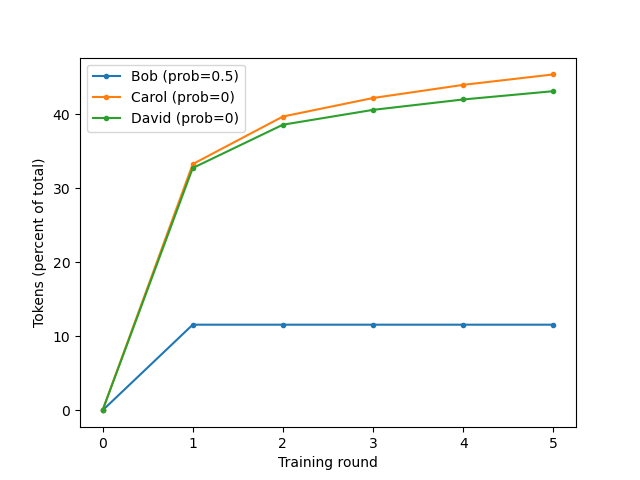 Bob (prob=0.5)
Carol (prob=0)
David (prob=0)
Tokens (percent of total)
40
30
20
10
0
0 1 2 3 4 5
Training round